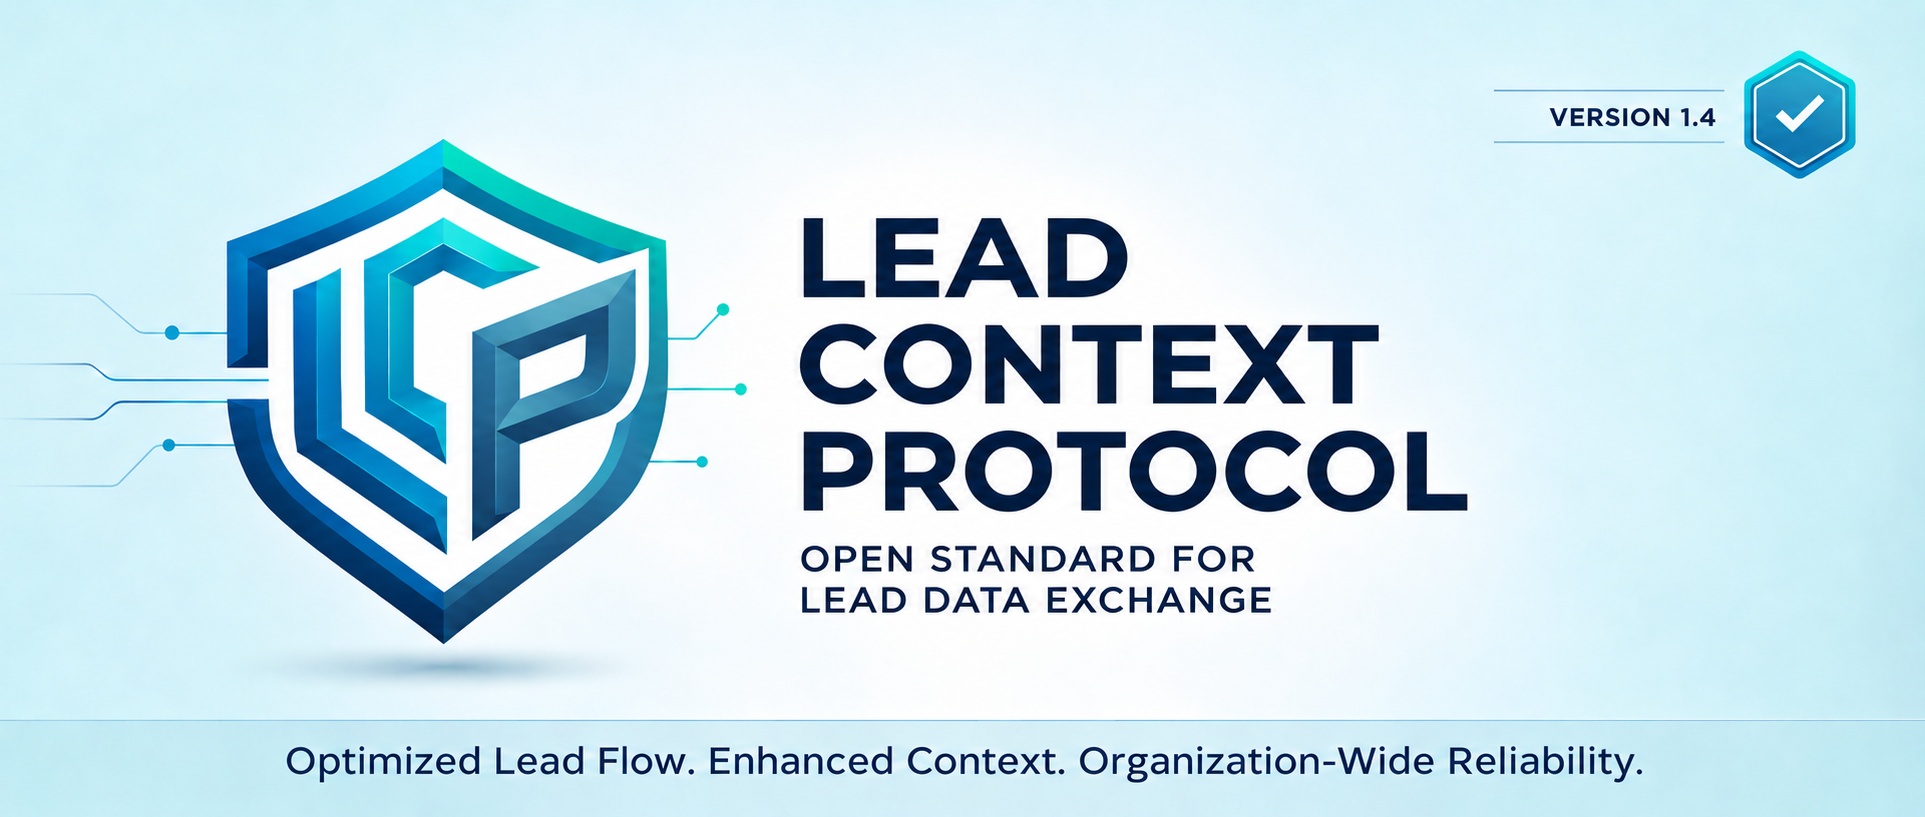 VERSION 1.4
LCP
LEAD
CONTEXT
PROTOCOL
OPEN STANDARD FOR
LEAD DATA EXCHANGE
Optimized Lead Flow. Enhanced Context. Organization-Wide Reliability.